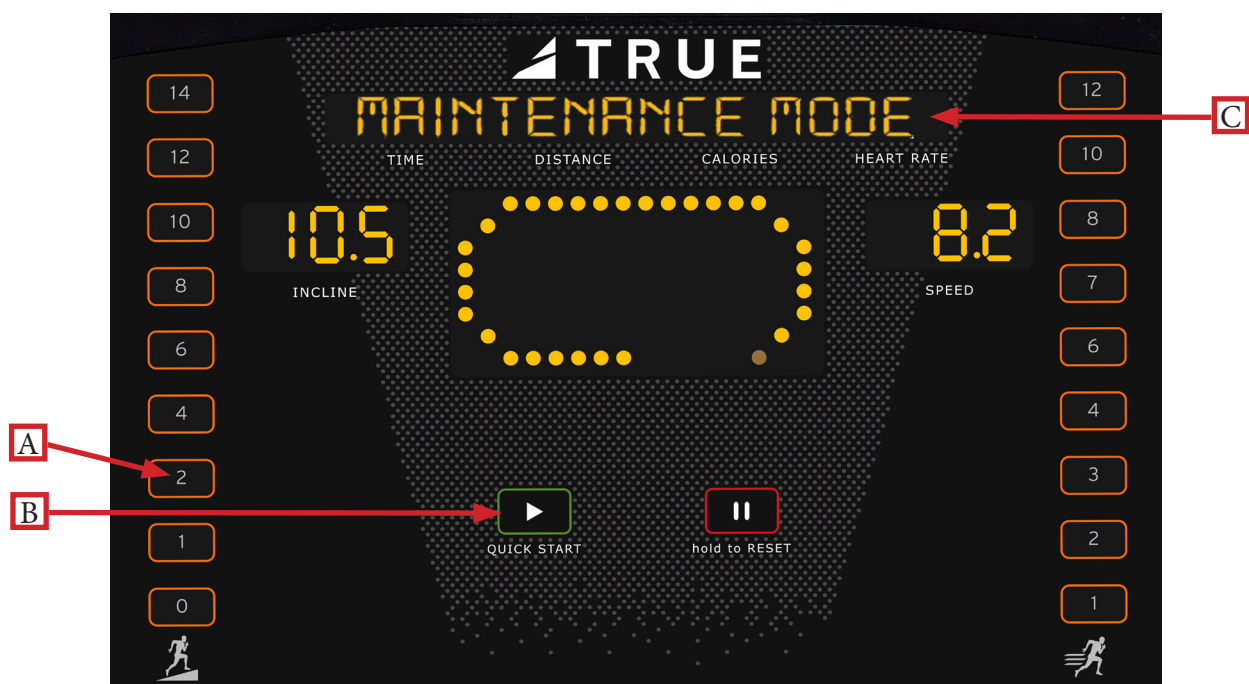 TRUE
MAINTENANCE MODE
TIME DISTANCE CALORIES HEART RATE
14
12
10
8
6
4
2
1
0
10.5
INCLINE
8.2
SPEED
12
10
8
7
6
4
3
2
1
QUICK START
hold to RESET
A
B
C